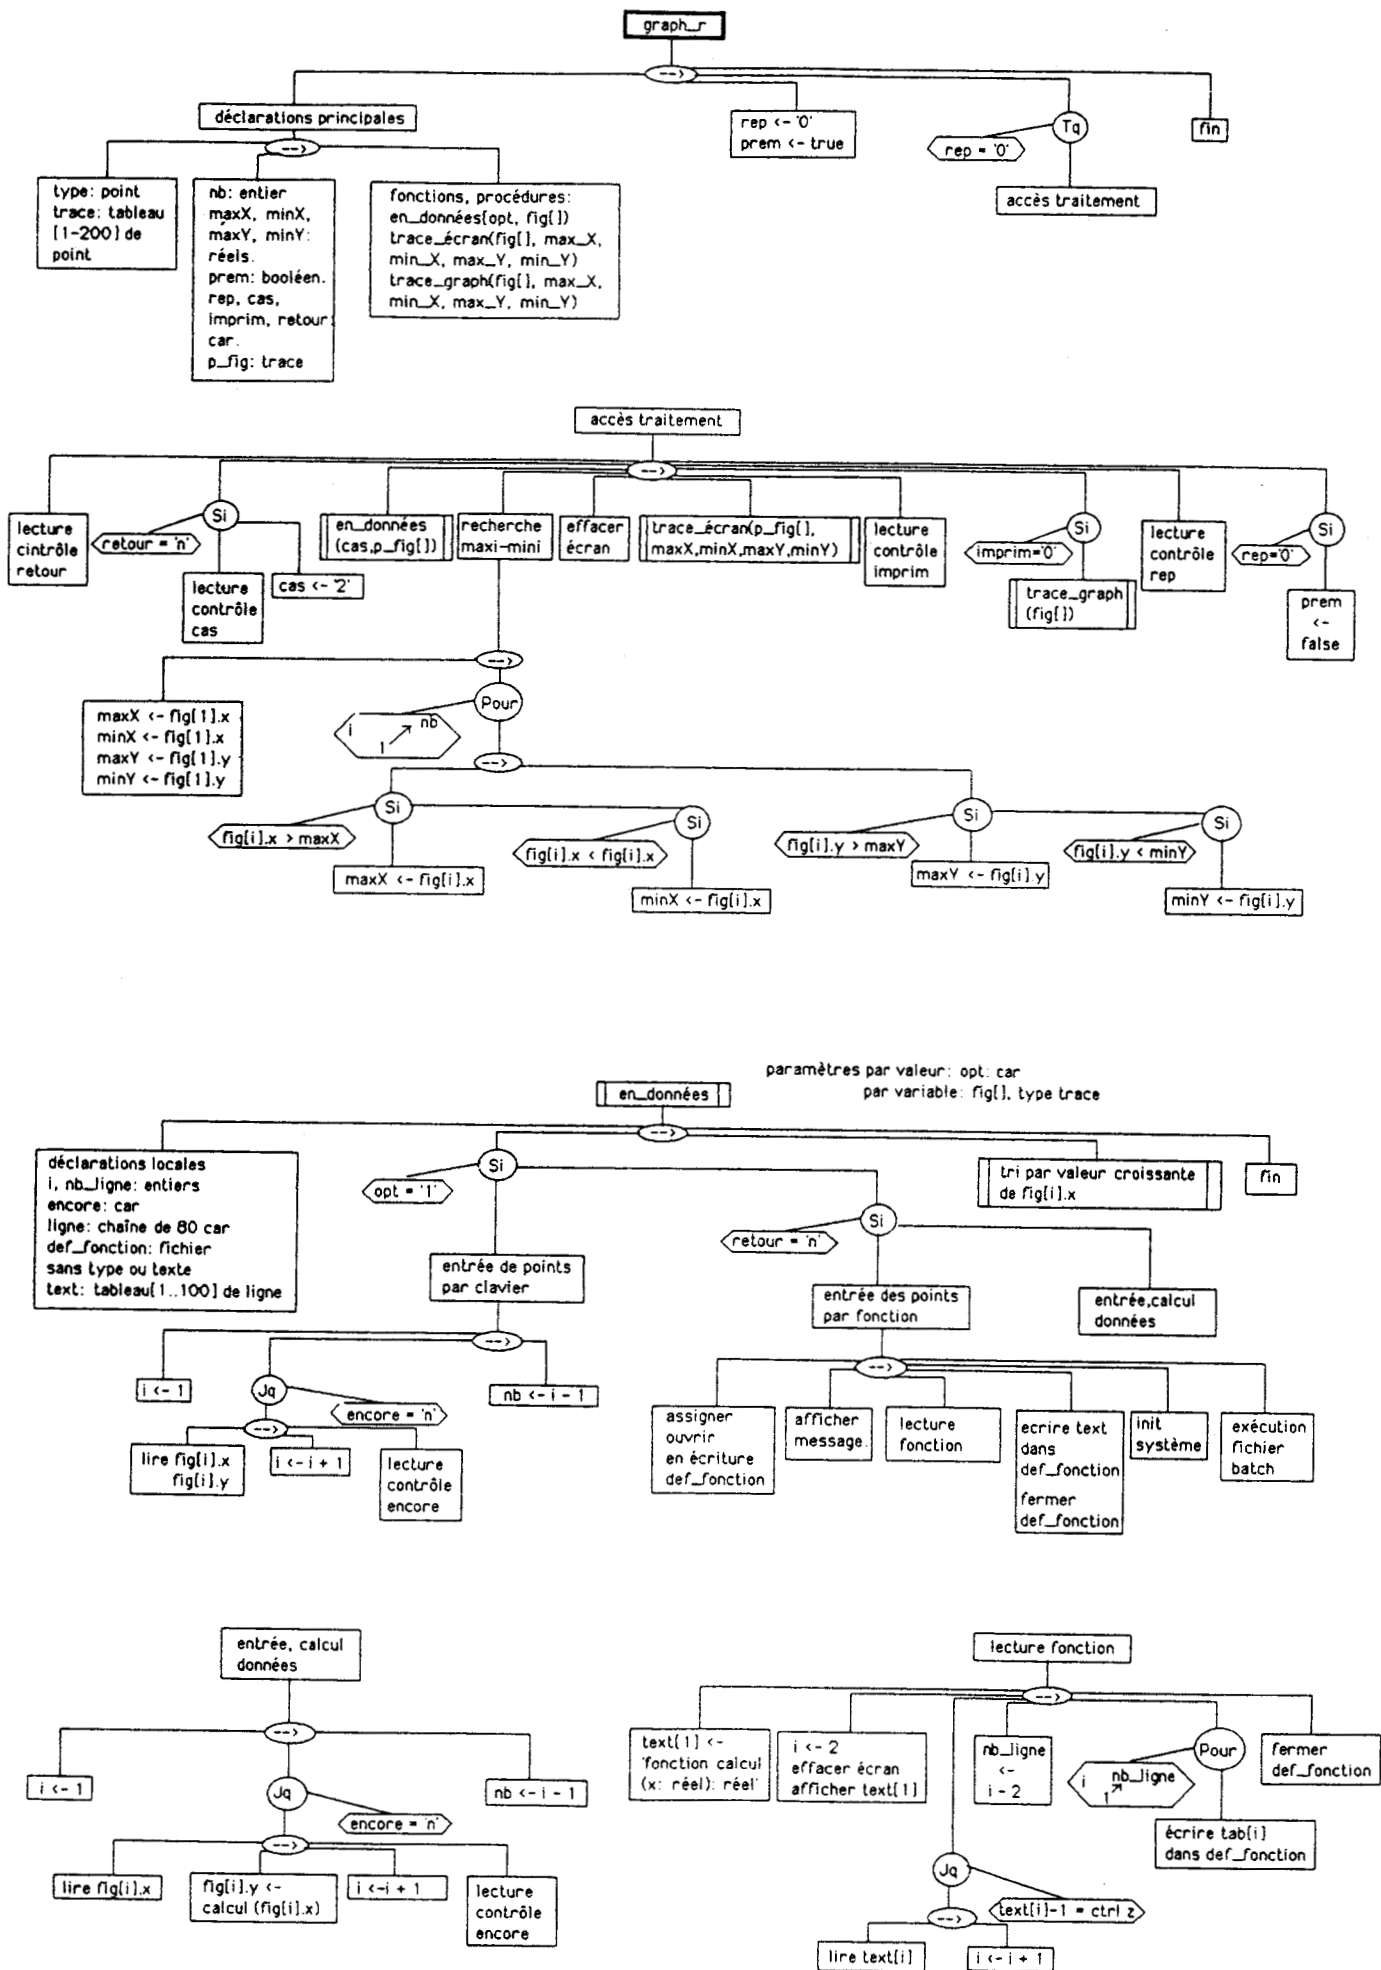 graph_r
-->
déclarations principales
-->
type: point
trace: tableau
[1-200] de
point
nb: entier
maxX, minX,
maxY, minY:
réels.
prem: booléen.
rep, cas,
imprim, retour
car.
p_fig: trace
fonctions, procédures:
en_données(opt, fig[])
trace_écran(fig[], max_X,
min_X, max_Y, min_Y)
trace_graph(fig[], max_X,
min_X, max_Y, min_Y)
rep <- '0'
prem <- true
Tq
rep = '0'
accès traitement
fin
accès traitement
-->
lecture
cintrôle
retour
Si
retour = 'n'
lecture
contrôle
cas
cas <- '2'
en_données
(cas,p_fig[])
recherche
maxi-mini
effacer
écran
trace_écran(p_fig[],
maxX,minX,maxY,minY)
lecture
contrôle
imprim
Si
imprim='0'
trace_graph
(fig[])
lecture
contrôle
rep
Si
rep='0'
prem
<-
false
-->
maxX <- fig[1].x
minX <- fig[1].x
maxY <- fig[1].y
minY <- fig[1].y
Pour
i 1 nb
-->
Si
fig[i].x > maxX
maxX <- fig[i].x
Si
fig[i].x < fig[i].x
minX <- fig[i].x
Si
fig[i].y > maxY
maxY <- fig[i].y
Si
fig[i].y < minY
minY <- fig[i].y
paramètres par valeur: opt: car
par variable: fig[], type trace
en_données
-->
déclarations locales
i, nb_ligne: entiers
encore: car
ligne: chaîne de 80 car
def_fonction: fichier
sans type ou texte
text: tableau[1..100] de ligne
Si
opt = '1'
entrée de points
par clavier
-->
i <- 1
Jq
encore = 'n'
-->
lire fig[i].x
fig[i].y
i <- i + 1
lecture
contrôle
encore
nb <- i - 1
Si
retour = 'n'
entrée des points
par fonction
entrée,calcul
données
tri par valeur croissante
de fig[i].x
fin
-->
assigner
ouvrir
en écriture
def_fonction
afficher
message.
lecture
fonction
ecrire text
dans
def_fonction
fermer
def_fonction
init
système
exécution
fichier
batch
entrée, calcul
données
-->
i <- 1
Jq
encore = 'n'
nb <- i - 1
-->
lire fig[i].x
fig[i].y <-
calcul (fig[i].x)
i <-i + 1
lecture
contrôle
encore
lecture fonction
-->
text[1] <-
'fonction calcul
(x: réel): réel'
i <- 2
effacer écran
afficher text[1]
Jq
text[i]-1 = ctrl z
-->
lire text[i]
i <- i + 1
nb_ligne
<-
i - 2
Pour
i 1 nb_ligne
écrire tab[i]
dans def_fonction
fermer
def_fonction